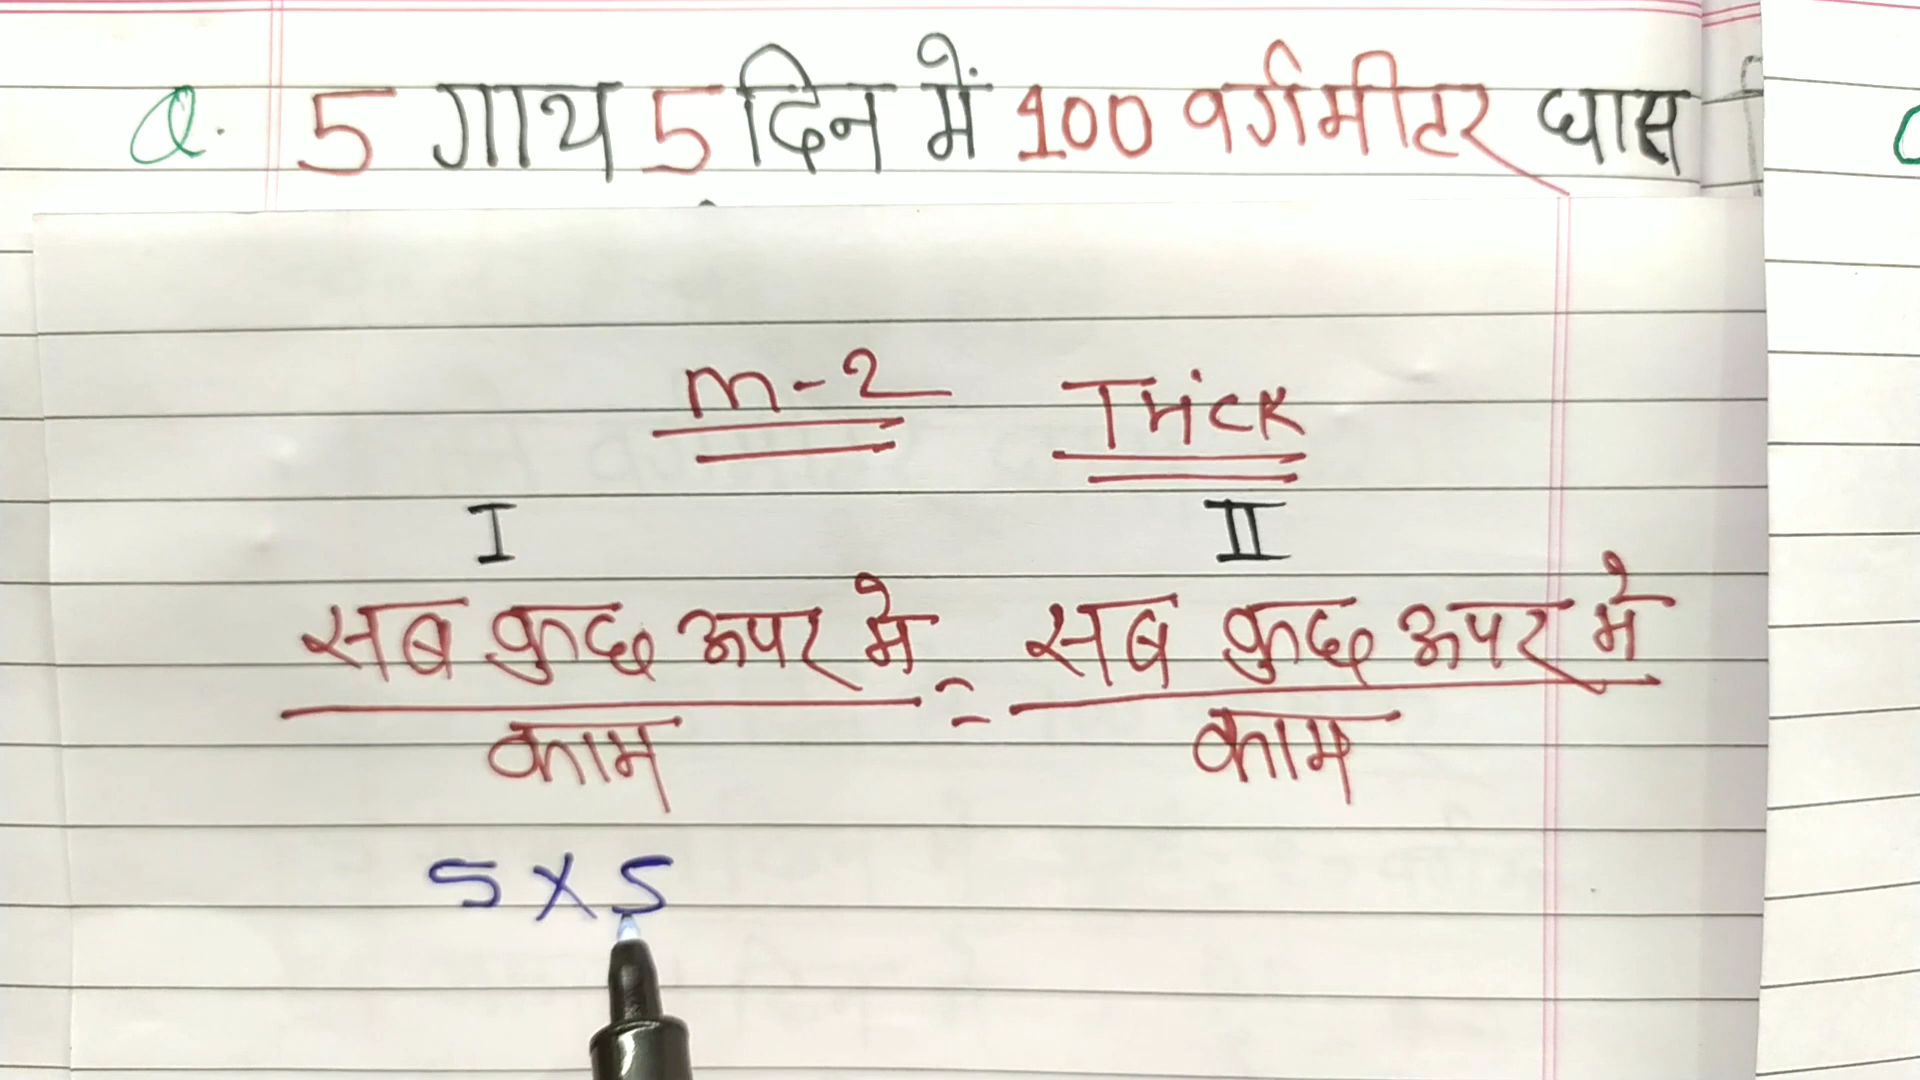 Q. 5 गाय 5 दिन में 100 वर्गमीटर घास
m-2 Trick
I II
सब कुछ ऊपर मे = सब कुछ ऊपर मे
काम काम
5 X 5